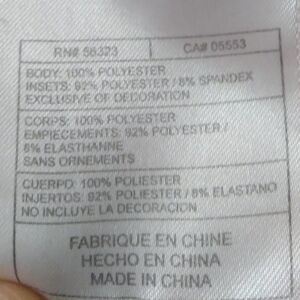 RN# 56323 CA# 05553
BODY: 100% POLYESTER
INSETS: 92% POLYESTER / 8% SPANDEX
EXCLUSIVE OF DECORATION
CORPS: 100% POLYESTER
EMPIECEMENTS: 92% POLYESTER /
8% ELASTHANNE
SANS ORNEMENTS
CUERPO: 100% POLIESTER
INJERTOS: 92% POLIESTER / 8% ELASTANO
NO INCLUYE LA DECORACION
FABRIQUE EN CHINE
HECHO EN CHINA
MADE IN CHINA